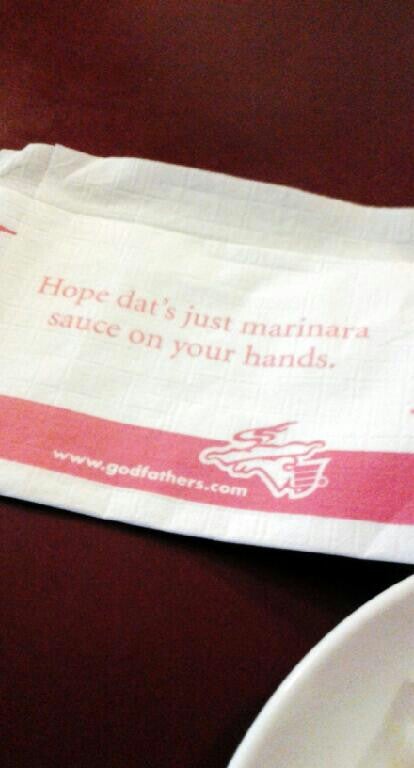 Hope dat's just marinara
sauce on your hands.
www.godfathers.com